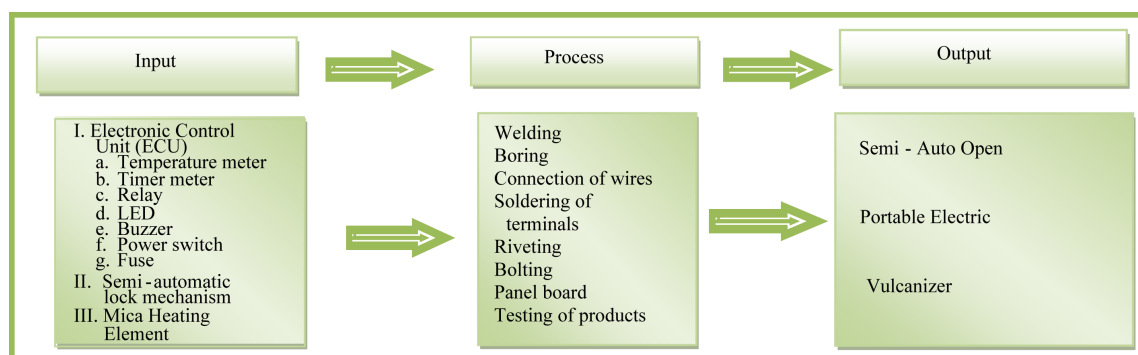 Input
Process
Output
I. Electronic Control
Unit (ECU)
a. Temperature meter
b. Timer meter
c. Relay
d. LED
e. Buzzer
f. Power switch
g. Fuse
II. Semi-automatic
lock mechanism
III. Mica Heating
Element
Welding
Boring
Connection of wires
Soldering of
terminals
Riveting
Bolting
Panel board
Testing of products
Semi - Auto Open
Portable Electric
Vulcanizer